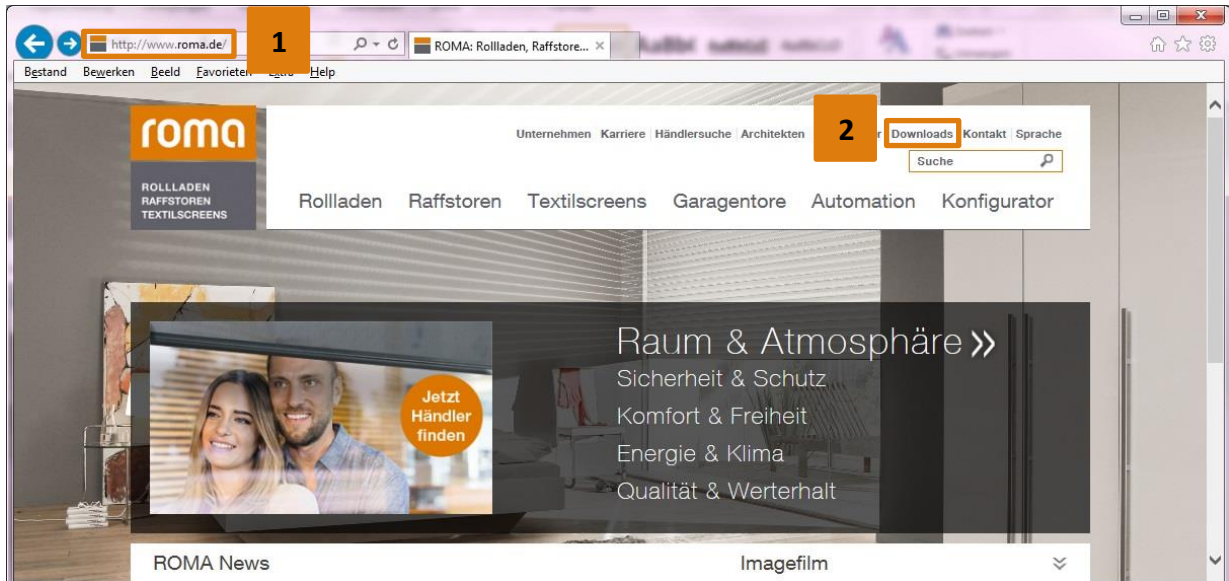 http://www.roma.de/
1
ROMA: Rollladen, Raffstore...
Bestand Bewerken Beeld Favorieten Extra Help
roma
ROLLLADEN
RAFFSTOREN
TEXTILSCREENS
Unternehmen Karriere Händlersuche Architekten
2
Downloads Kontakt Sprache
Suche
Rollladen Raffstoren Textilscreens Garagentore Automation Konfigurator
Jetzt
Händler
finden
Raum & Atmosphäre »
Sicherheit & Schutz
Komfort & Freiheit
Energie & Klima
Qualität & Werterhalt
ROMA News
Imagefilm